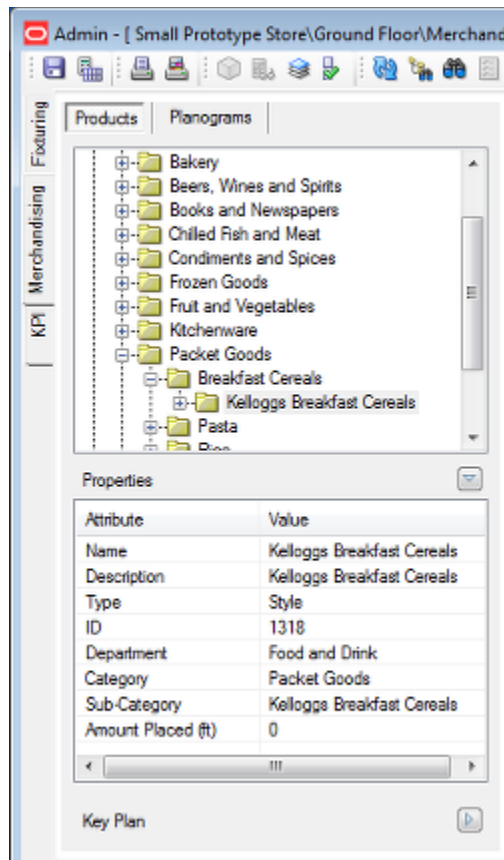 Admin - [ Small Prototype Store\Ground Floor\Merchand
Products Planograms
Fixturing
Merchandising
KPI
Bakery
Beers, Wines and Spirits
Books and Newspapers
Chilled Fish and Meat
Condiments and Spices
Frozen Goods
Fruit and Vegetables
Kitchenware
Packet Goods
Breakfast Cereals
Kelloggs Breakfast Cereals
Pasta
Rice
Properties
Attribute Value
Name Kelloggs Breakfast Cereals
Description Kelloggs Breakfast Cereals
Type Style
ID 1318
Department Food and Drink
Category Packet Goods
Sub-Category Kelloggs Breakfast Cereals
Amount Placed (ft) 0
Key Plan